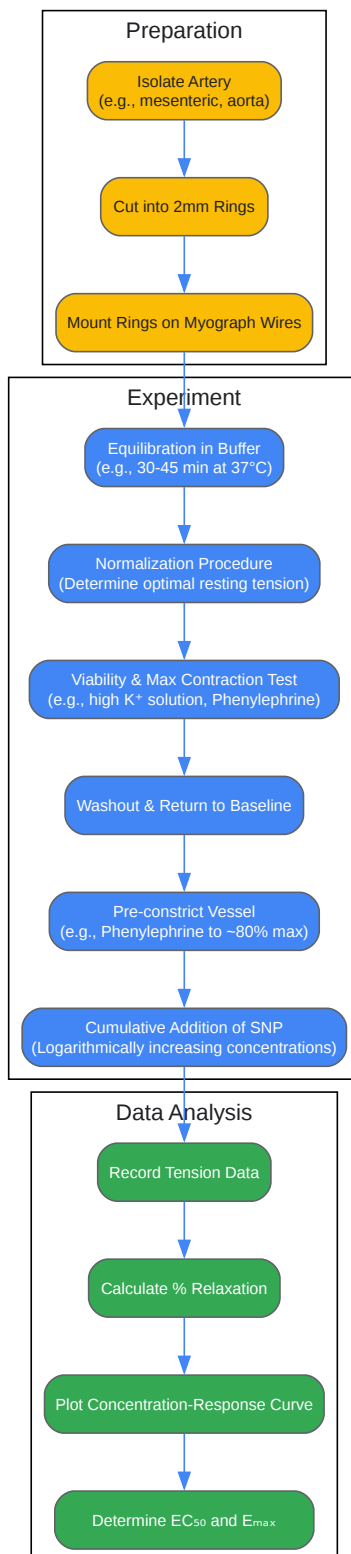 Preparation
Isolate Artery
(e.g., mesenteric, aorta)
Cut into 2mm Rings
Mount Rings on Myograph Wires
Experiment
Equilibration in Buffer
(e.g., 30-45 min at 37°C)
Normalization Procedure
(Determine optimal resting tension)
Viability & Max Contraction Test
(e.g., high K⁺ solution, Phenylephrine)
Washout & Return to Baseline
Pre-constrict Vessel
(e.g., Phenylephrine to ~80% max)
Cumulative Addition of SNP
(Logarithmically increasing concentrations)
Data Analysis
Record Tension Data
Calculate % Relaxation
Plot Concentration-Response Curve
Determine EC₅₀ and Eₘₐₓ